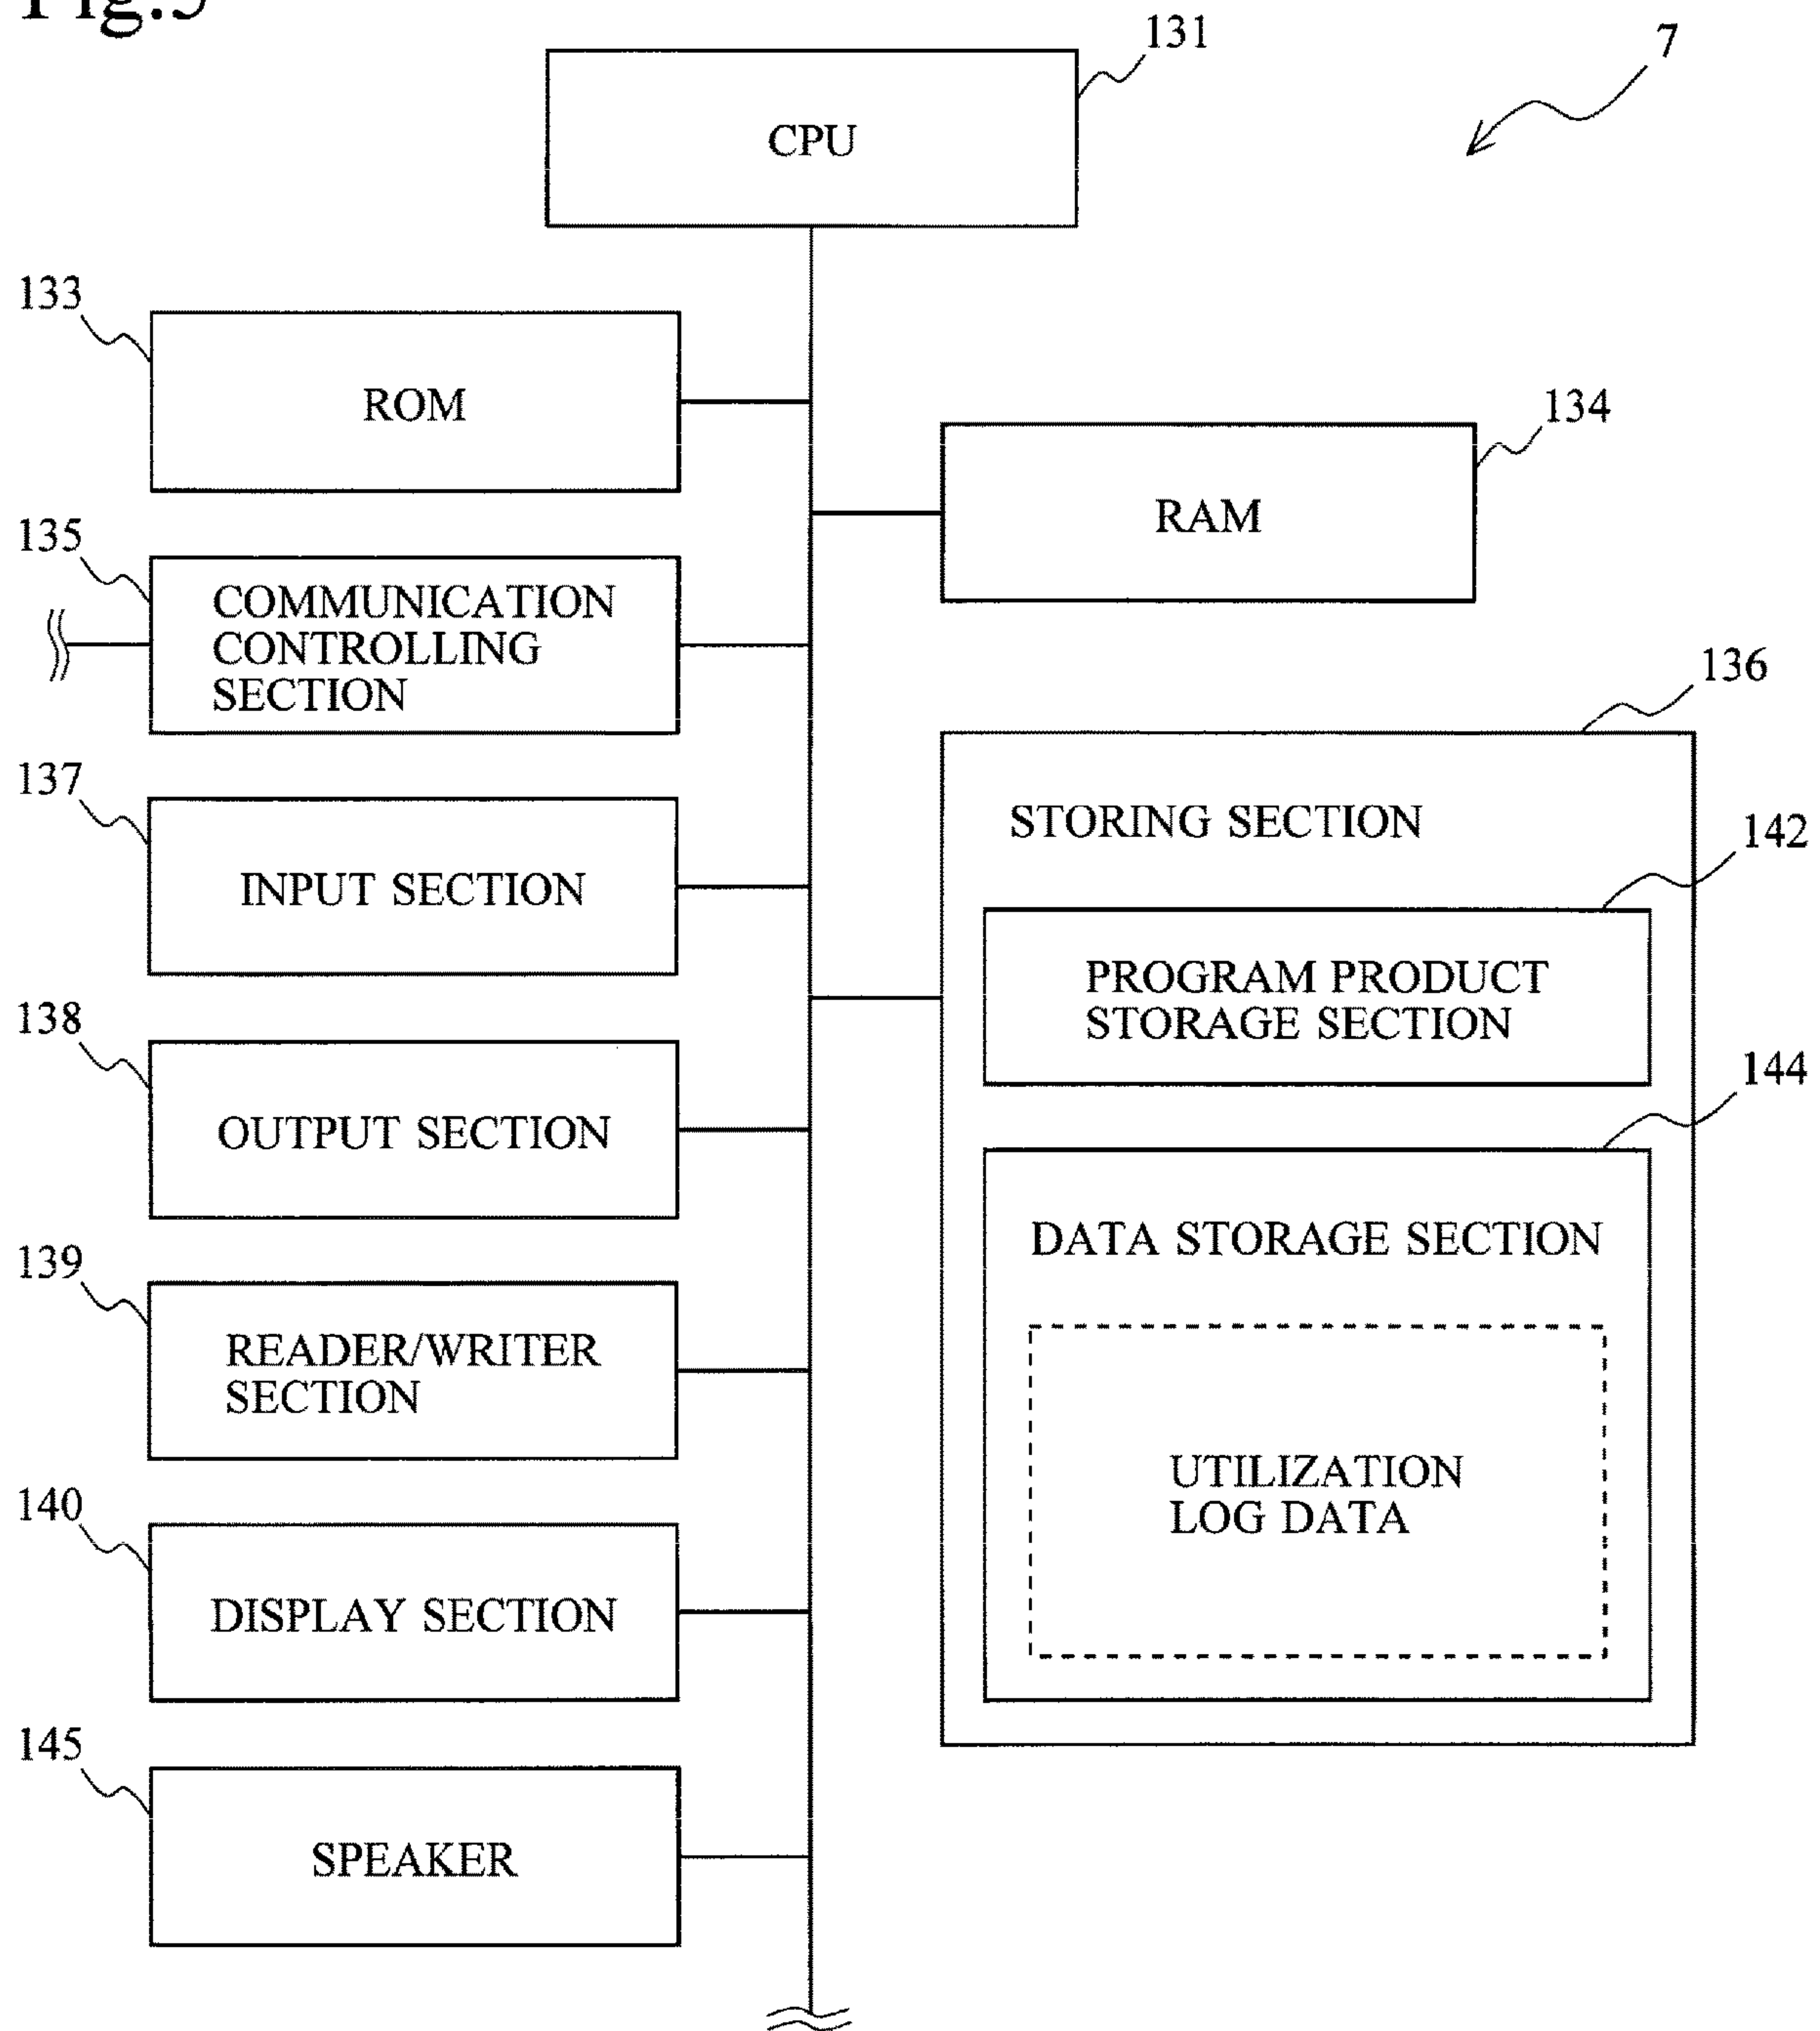 Fig.5
131
7
CPU
133
ROM
134
RAM
135
COMMUNICATION
CONTROLLING
SECTION
136
STORING SECTION
137
INPUT SECTION
142
PROGRAM PRODUCT
STORAGE SECTION
138
OUTPUT SECTION
144
DATA STORAGE SECTION
139
READER/WRITER
SECTION
UTILIZATION
LOG DATA
140
DISPLAY SECTION
145
SPEAKER